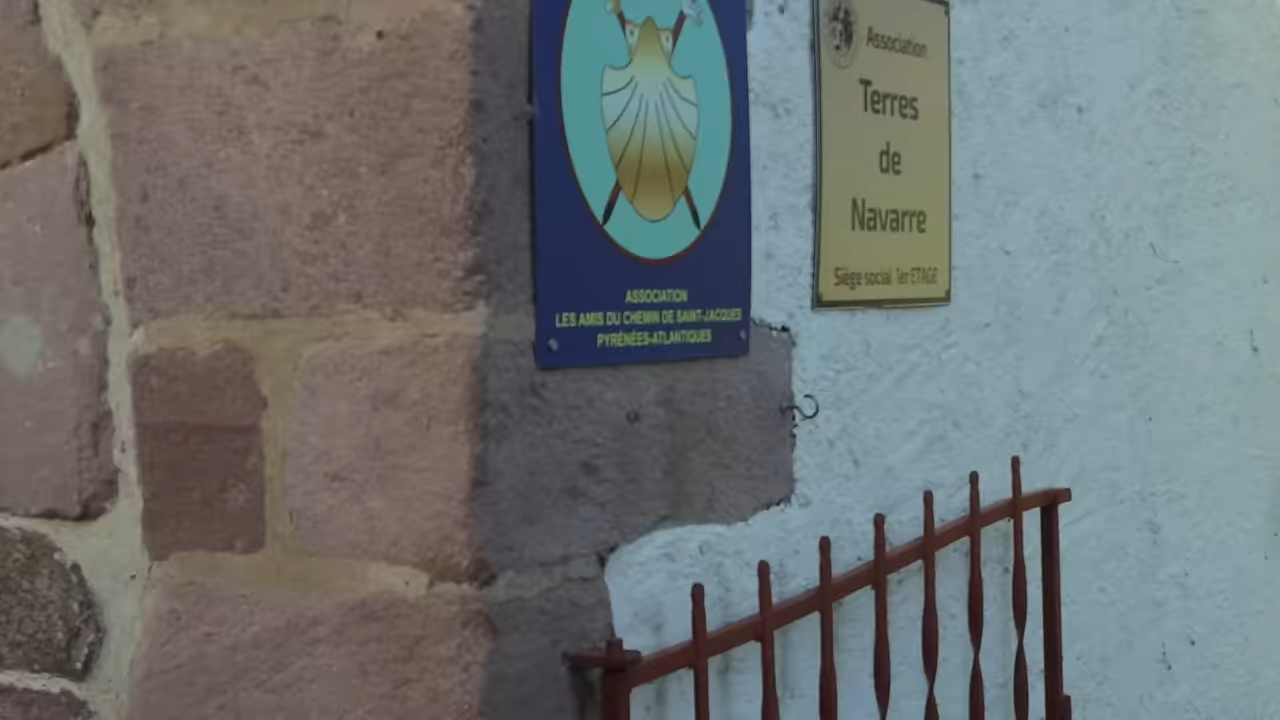 ASSOCIATION
LES AMIS DU CHEMIN DE SAINT-JACQUES
PYRÉNÉES-ATLANTIQUES
Association
Terres
de
Navarre
Siège social 1er ETAGE